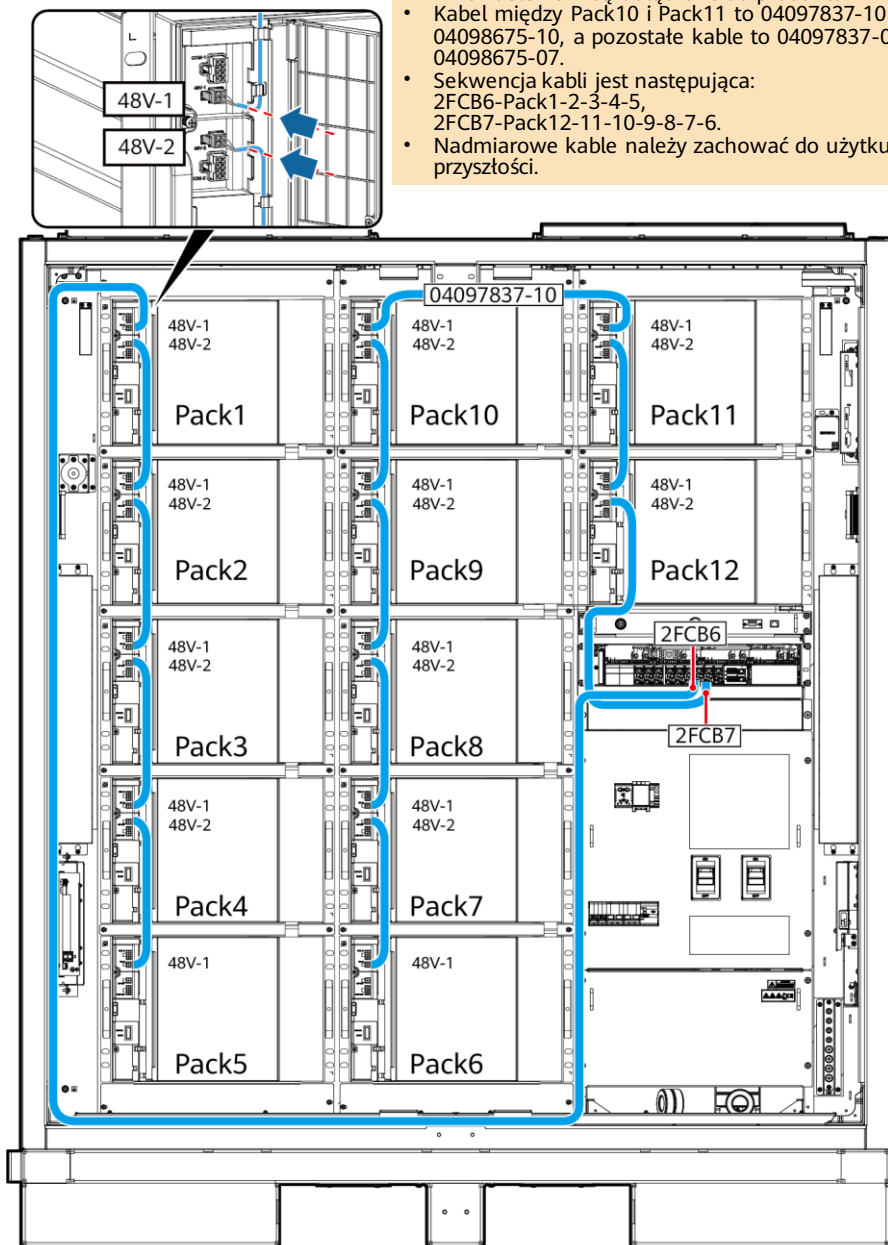 Kabel między Pack10 i Pack11 to 04097837-10
04098675-10, a pozostałe kable to 04097837-0
04098675-07.
Sekwencja kabli jest następująca:
2FCB6-Pack1-2-3-4-5,
2FCB7-Pack12-11-10-9-8-7-6.
Nadmiarowe kable należy zachować do użytku
przyszłości.
48V-1
48V-2
04097837-10
48V-1
48V-2
Pack1
48V-1
48V-2
Pack10
48V-1
48V-2
Pack11
48V-1
48V-2
Pack2
48V-1
48V-2
Pack9
48V-1
48V-2
Pack12
2FCB6
2FCB7
48V-1
48V-2
Pack3
48V-1
48V-2
Pack8
48V-1
48V-2
Pack4
48V-1
48V-2
Pack7
48V-1
Pack5
48V-1
Pack6